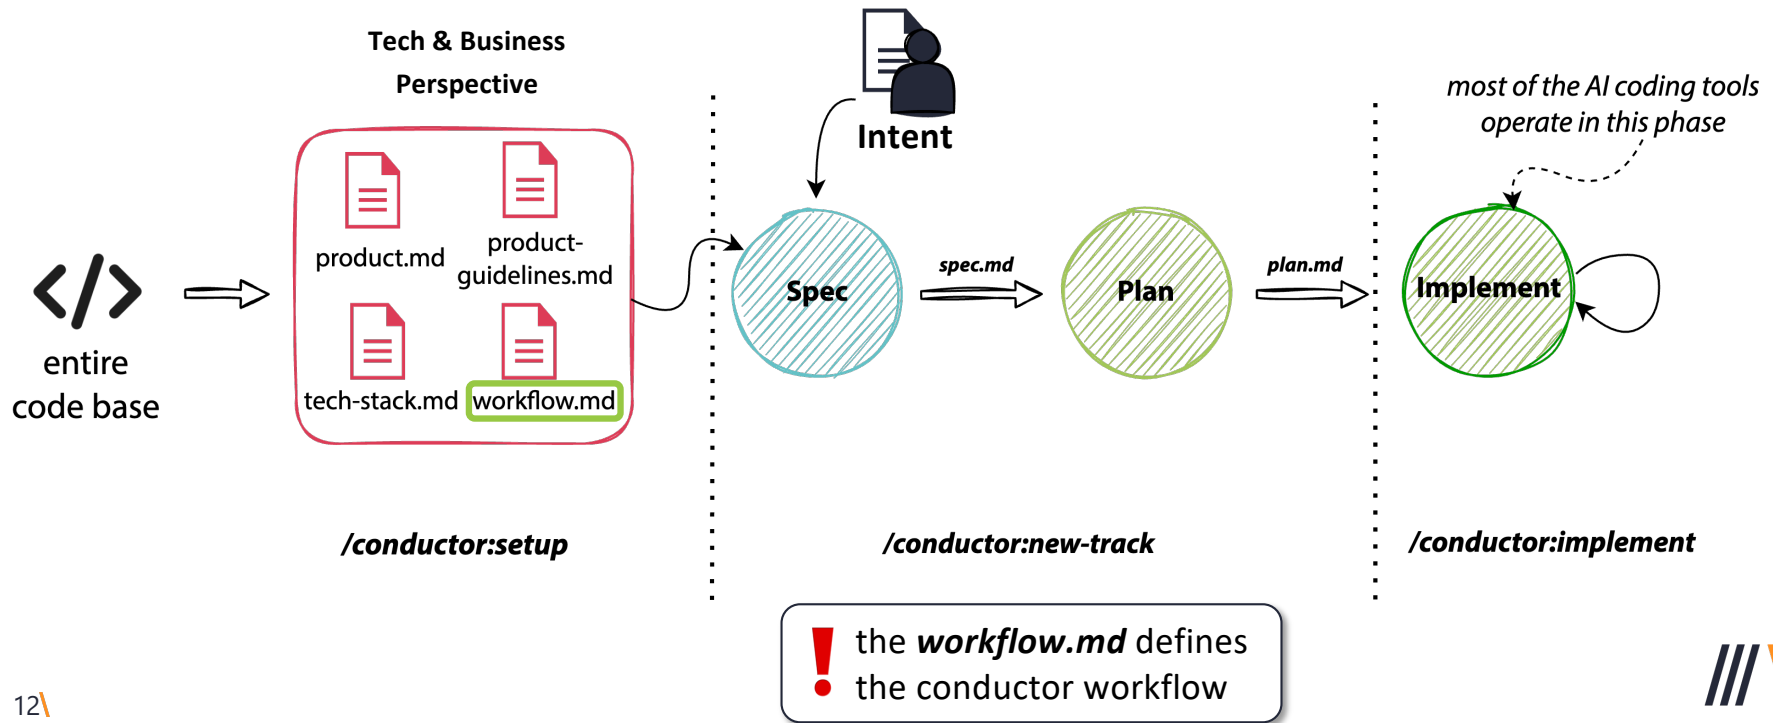 Tech & Business
Perspective
Intent
most of the AI coding tools
operate in this phase
</>
entire
code base
product.md
product-
guidelines.md
tech-stack.md
workflow.md
Spec
spec.md
Plan
plan.md
Implement
/conductor:setup
/conductor:new-track
/conductor:implement
! the workflow.md defines
the conductor workflow
12\